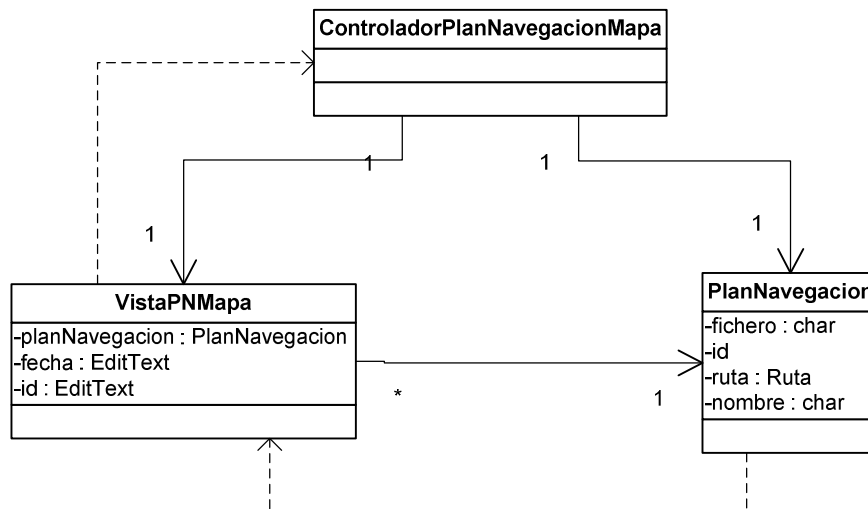 ControladorPlanNavegacionMapa
1
1
1
1
VistaPNMapa
-planNavegacion : PlanNavegacion
-fecha : EditText
-id : EditText
PlanNavegacion
-fichero : char
-id
-ruta : Ruta
-nombre : char
*
1